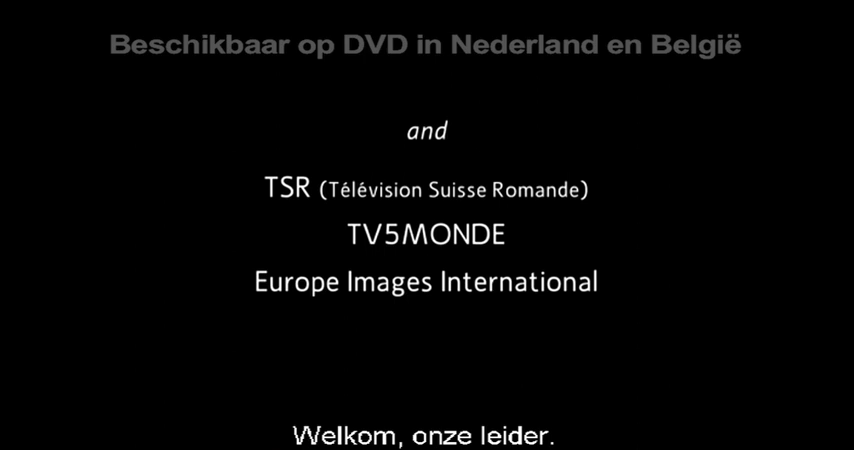 Beschikbaar op DVD in Nederland en België
and
TSR (Télévision Suisse Romande)
TV5MONDE
Europe Images International
Welkom, onze leider.